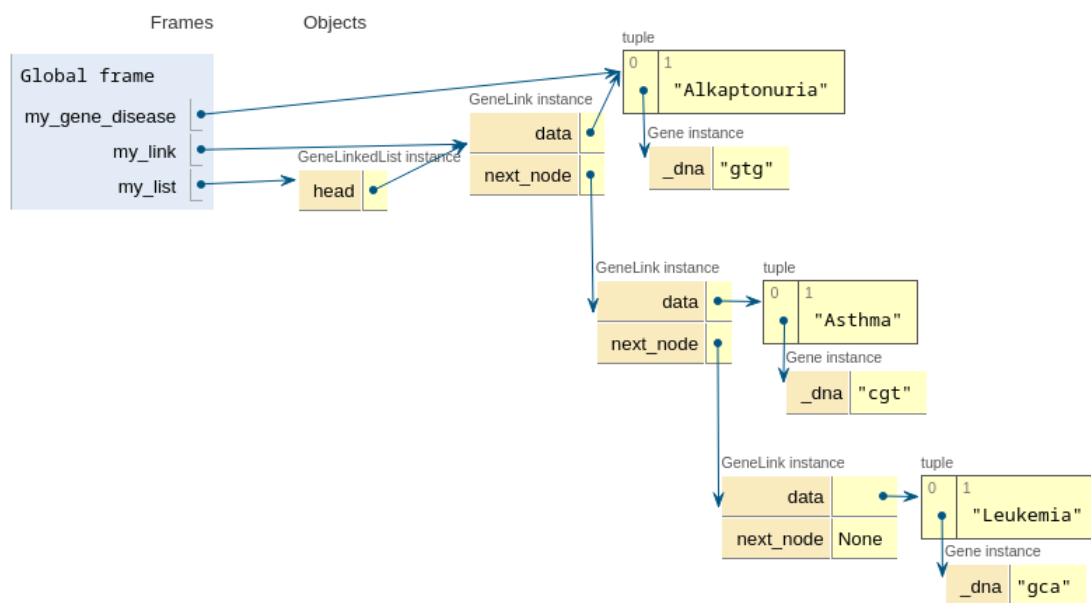 Frames Objects
Global frame
my_gene_disease
my_link
my_list
GeneLinkedList instance
head
GeneLink instance
data
next_node
tuple
0 1
"Alkaptonuria"
Gene instance
_dna "gtg"
GeneLink instance
data
next_node
tuple
0 1
"Asthma"
Gene instance
_dna "cgt"
GeneLink instance
data
next_node None
tuple
0 1
"Leukemia"
Gene instance
_dna "gca"